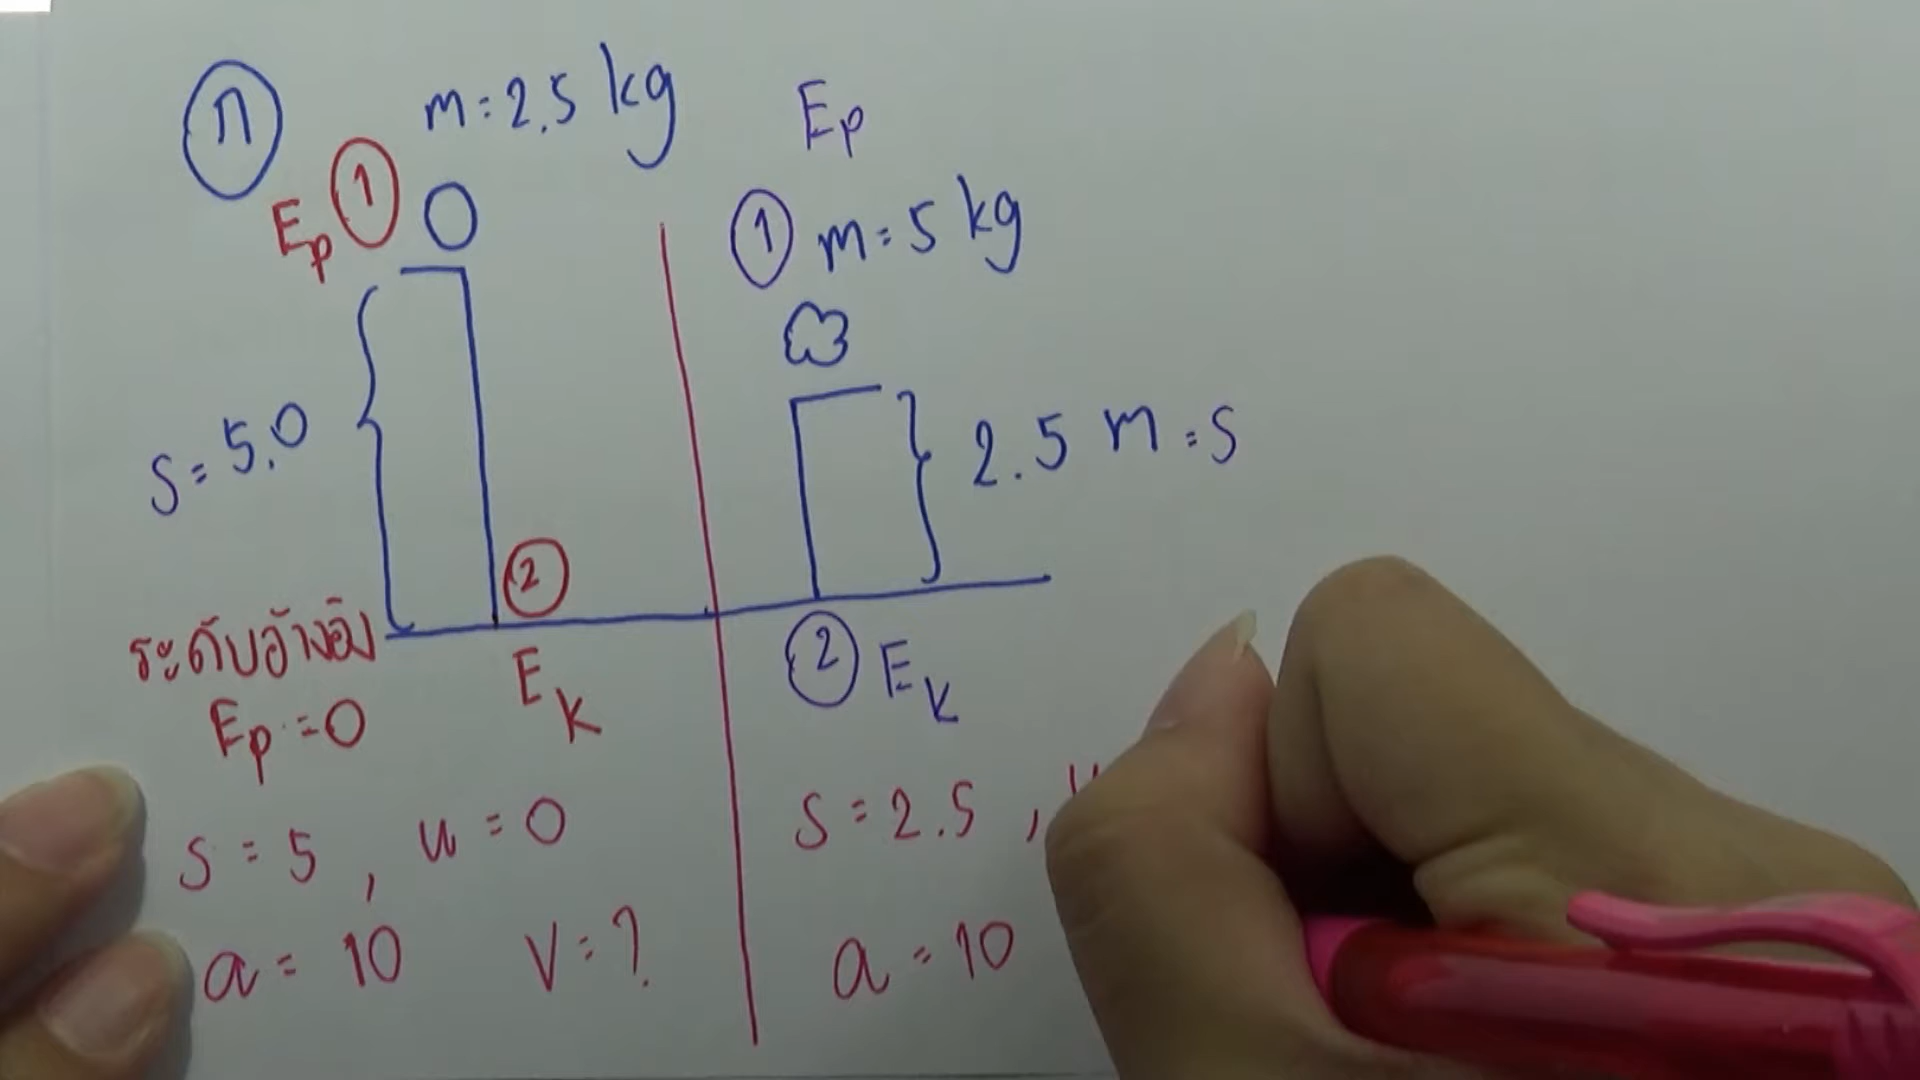 ก m = 2.5 kg
Ep 1
S = 5.0
2
ระดับอ้างอิง
Ep = 0
EK
S = 5 , u = 0
a = 10 V = ?
Ep
1 m = 5 kg
2.5 m = S
2 EK
S = 2.5 ,
a = 10